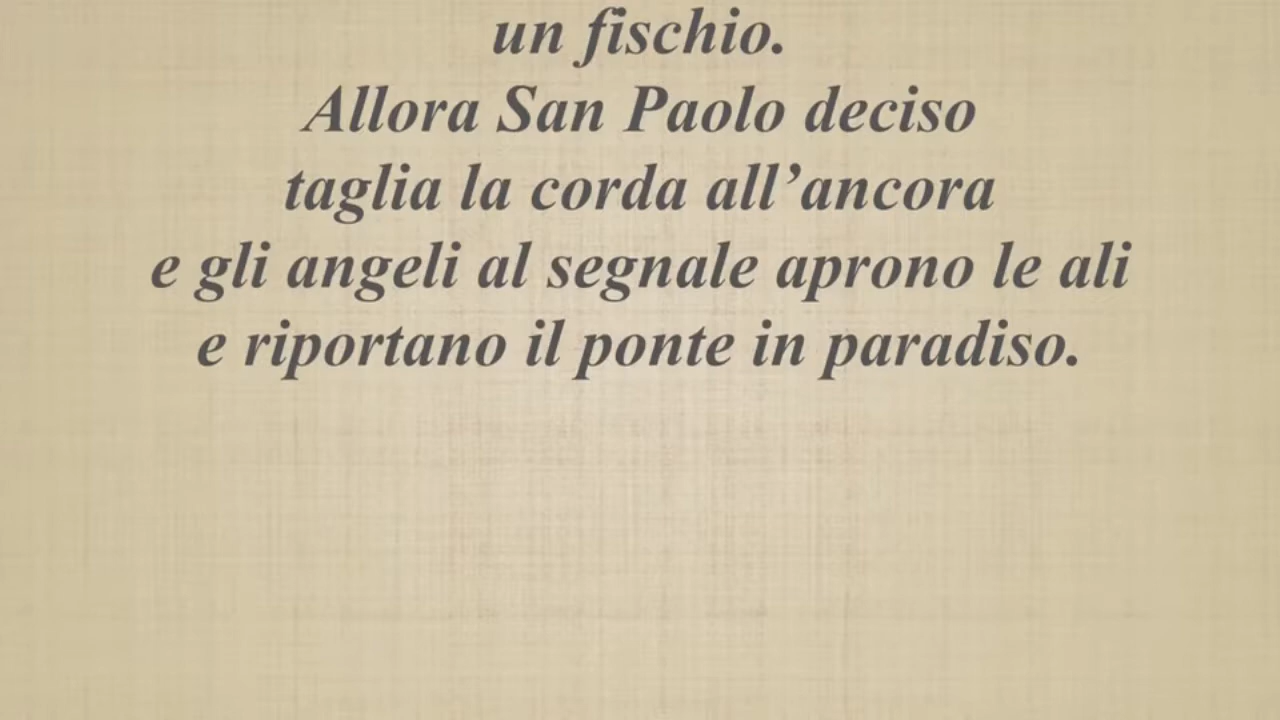 un fischio.
Allora San Paolo deciso
taglia la corda all’ancora
e gli angeli al segnale aprono le ali
e riportano il ponte in paradiso.